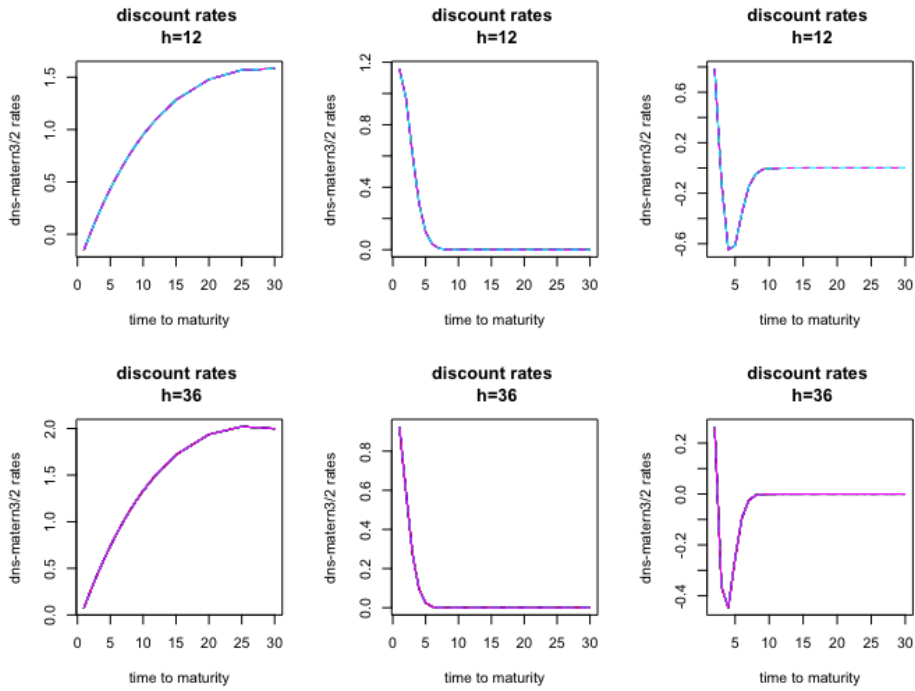 discount rates
h=12
dns-matern3/2 rates
0.0 0.5 1.0 1.5
0 5 10 15 20 25 30
time to maturity
discount rates
h=12
dns-matern3/2 rates
0.0 0.4 0.8 1.2
0 5 10 15 20 25 30
time to maturity
discount rates
h=12
dns-matern3/2 rates
-0.6 -0.2 0.2 0.6
5 10 15 20 25 30
time to maturity
discount rates
h=36
dns-matern3/2 rates
0.0 0.5 1.0 1.5 2.0
0 5 10 15 20 25 30
time to maturity
discount rates
h=36
dns-matern3/2 rates
0.0 0.2 0.4 0.6 0.8
0 5 10 15 20 25 30
time to maturity
discount rates
h=36
dns-matern3/2 rates
-0.4 -0.2 0.0 0.2
5 10 15 20 25 30
time to maturity